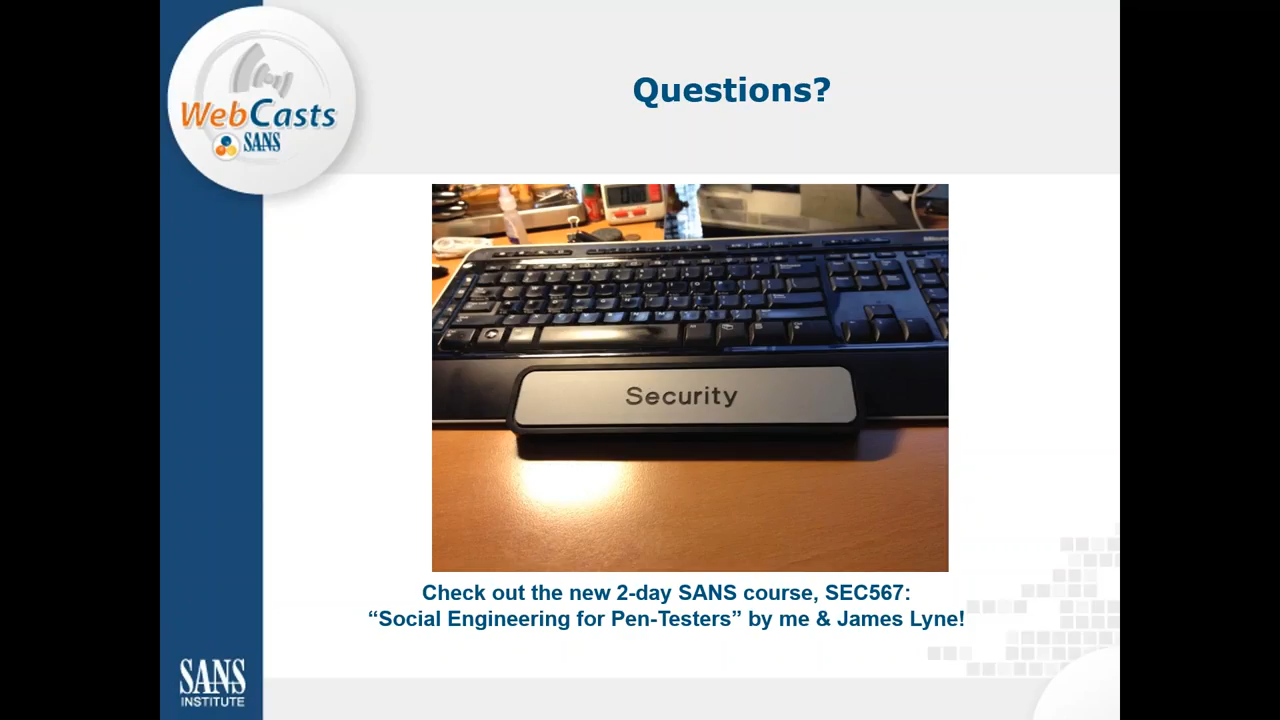 WebCasts
SANS
Questions?
Security
Check out the new 2-day SANS course, SEC567:
“Social Engineering for Pen-Testers” by me & James Lyne!
SANS
INSTITUTE